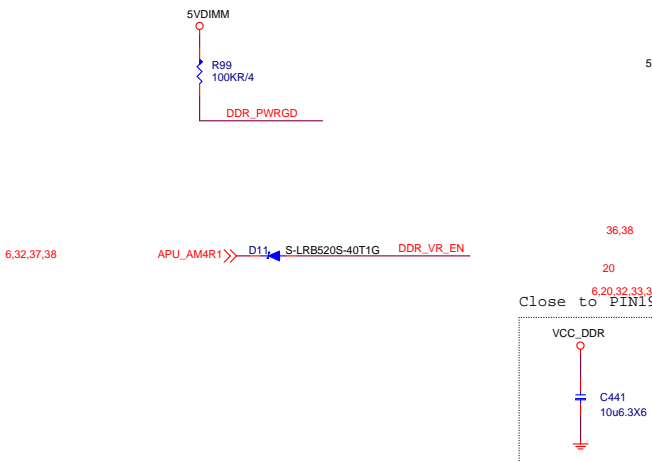 5VDIMM
R99
100KR/4
5
DDR_PWRGD
6,32,37,38
APU_AM4R1
D11
S-LRB520S-40T1G
DDR_VR_EN
36,38
20
6,20,32,33,3
Close to PIN19
VCC_DDR
C441
10u6.3X6